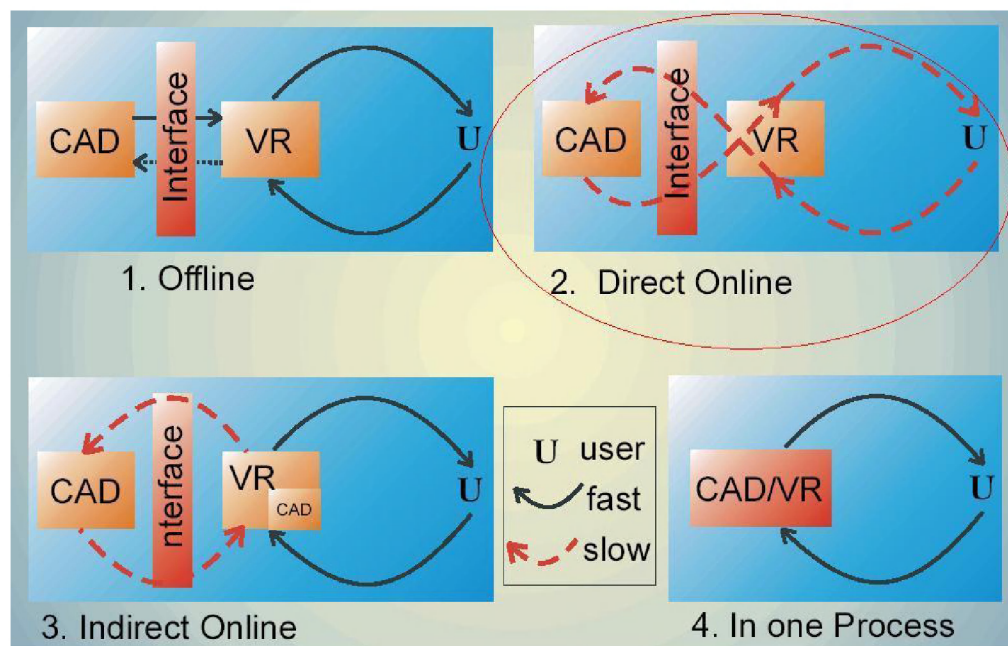 CAD
Interface
VR
U
1. Offline
CAD
Interface
VR
U
2. Direct Online
CAD
nterface
VR
CAD
U
3. Indirect Online
U user
fast
slow
CAD/VR
U
4. In one Process